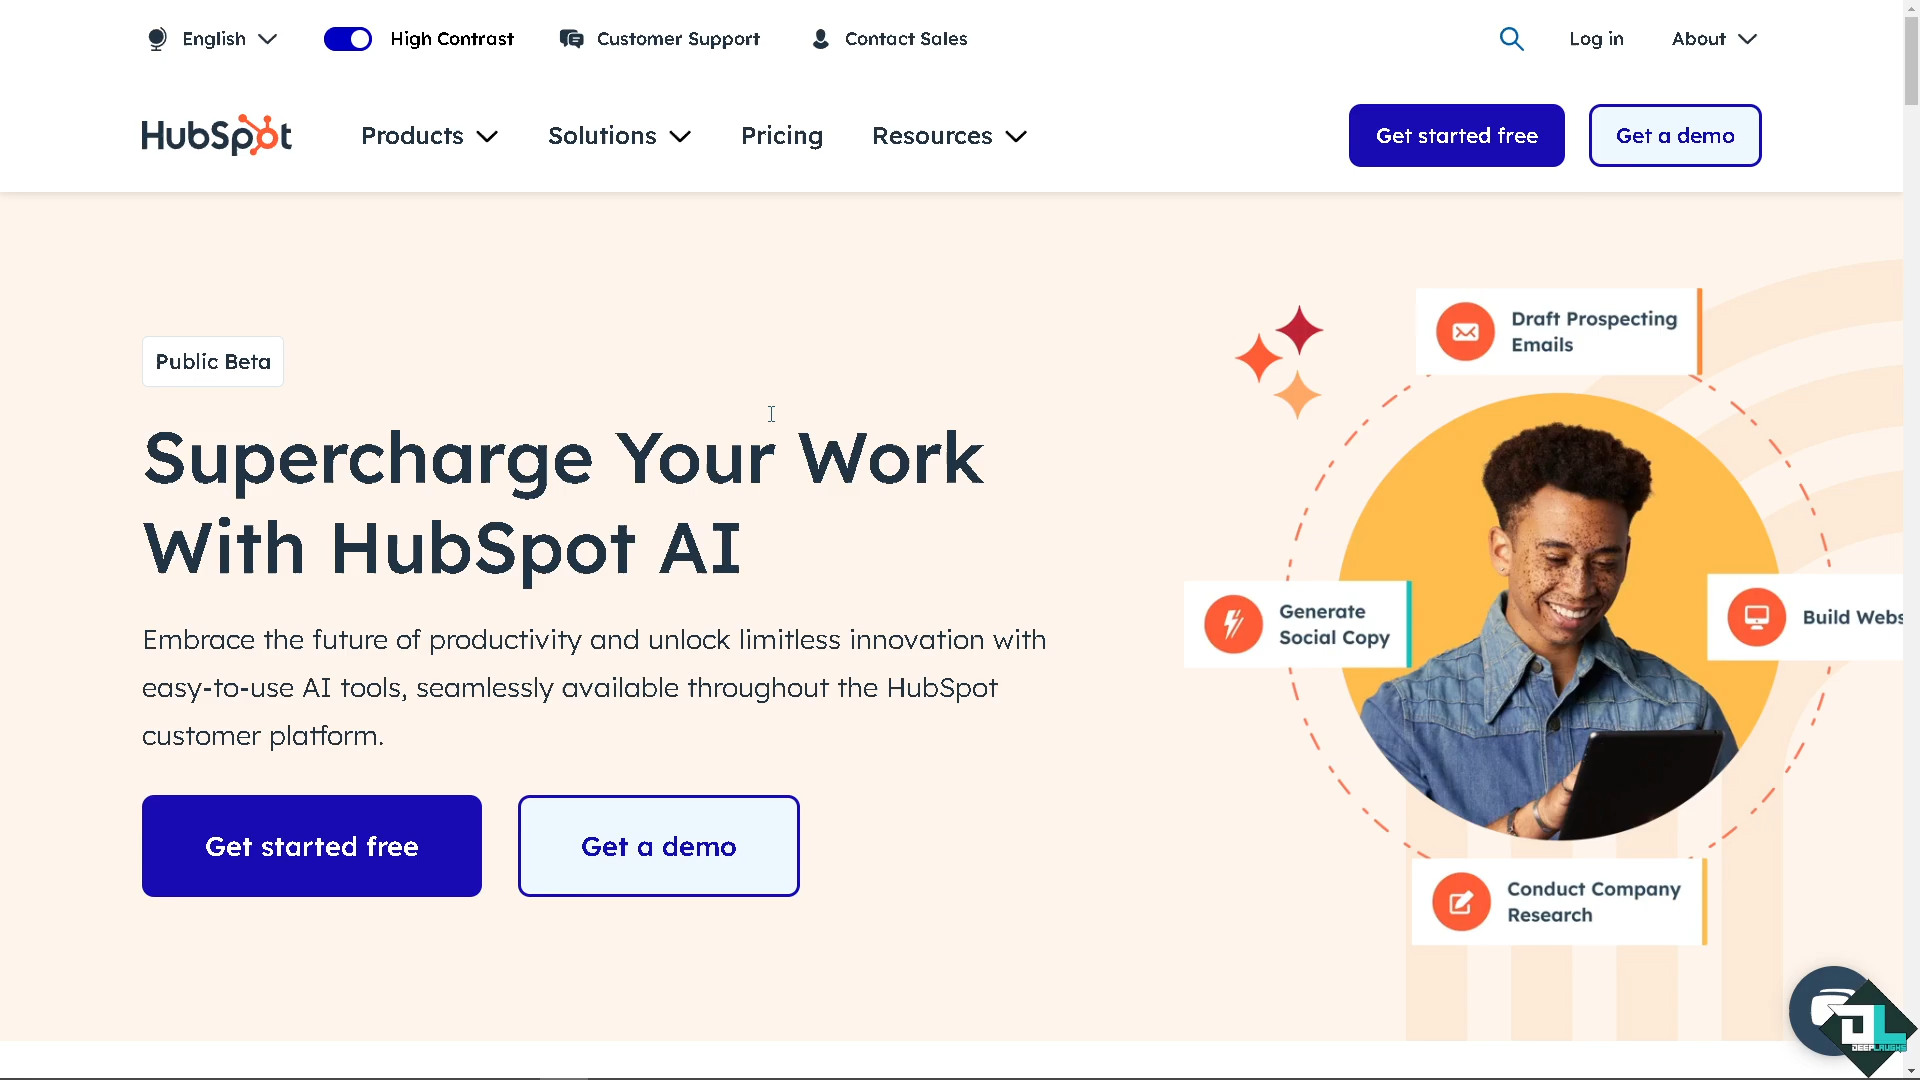 English
High Contrast
Customer Support
Contact Sales
Log in
About
HubSpot
Products
Solutions
Pricing
Resources
Get started free
Get a demo
Public Beta
Supercharge Your Work
With HubSpot AI
Embrace the future of productivity and unlock limitless innovation with
easy-to-use AI tools, seamlessly available throughout the HubSpot
customer platform.
Get started free
Get a demo
Draft Prospecting
Emails
Generate
Social Copy
Build Webs
Conduct Company
Research
DL
DEEPLAUGHS